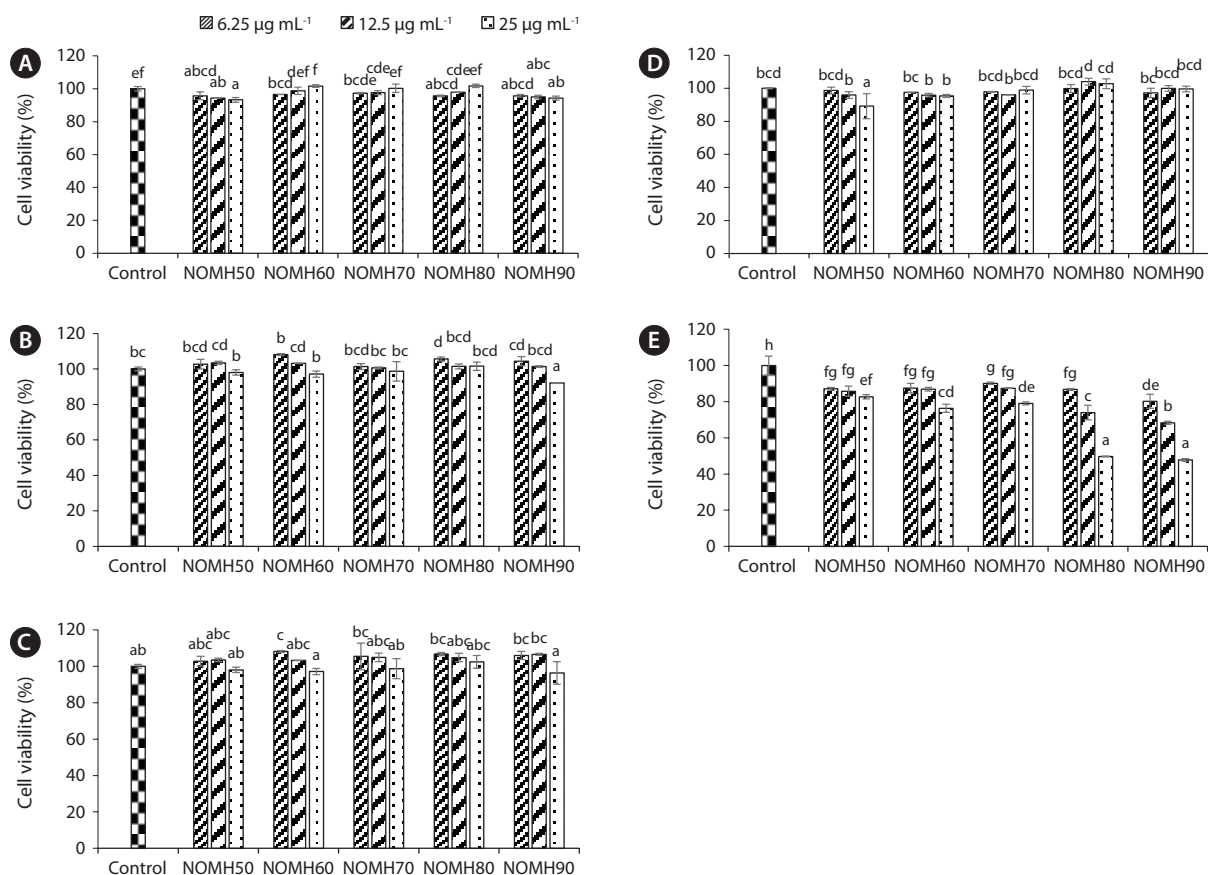 6.25 µg mL⁻¹ 12.5 µg mL⁻¹ 25 µg mL⁻¹
A
Cell viability (%)
120
100
80
60
40
20
0
ef abcd ab a bcd def f bcde cde ef abcd cde ef abcd abc ab
Control NOMH50 NOMH60 NOMH70 NOMH80 NOMH90
B
Cell viability (%)
120
100
80
60
40
20
0
bc bcd cd b b cd b bcd bc bc d bcd bcd cd bcd a
Control NOMH50 NOMH60 NOMH70 NOMH80 NOMH90
C
Cell viability (%)
120
100
80
60
40
20
0
ab abc abc ab c abc a bc abc ab bc abc abc bc bc a
Control NOMH50 NOMH60 NOMH70 NOMH80 NOMH90
D
Cell viability (%)
120
100
80
60
40
20
0
bcd bcd b a bc b b bcd b bcd bcd d cd bc bcd bcd
Control NOMH50 NOMH60 NOMH70 NOMH80 NOMH90
E
Cell viability (%)
120
100
80
60
40
20
0
h fg fg ef fg fg cd g fg de fg c a de b a
Control NOMH50 NOMH60 NOMH70 NOMH80 NOMH90